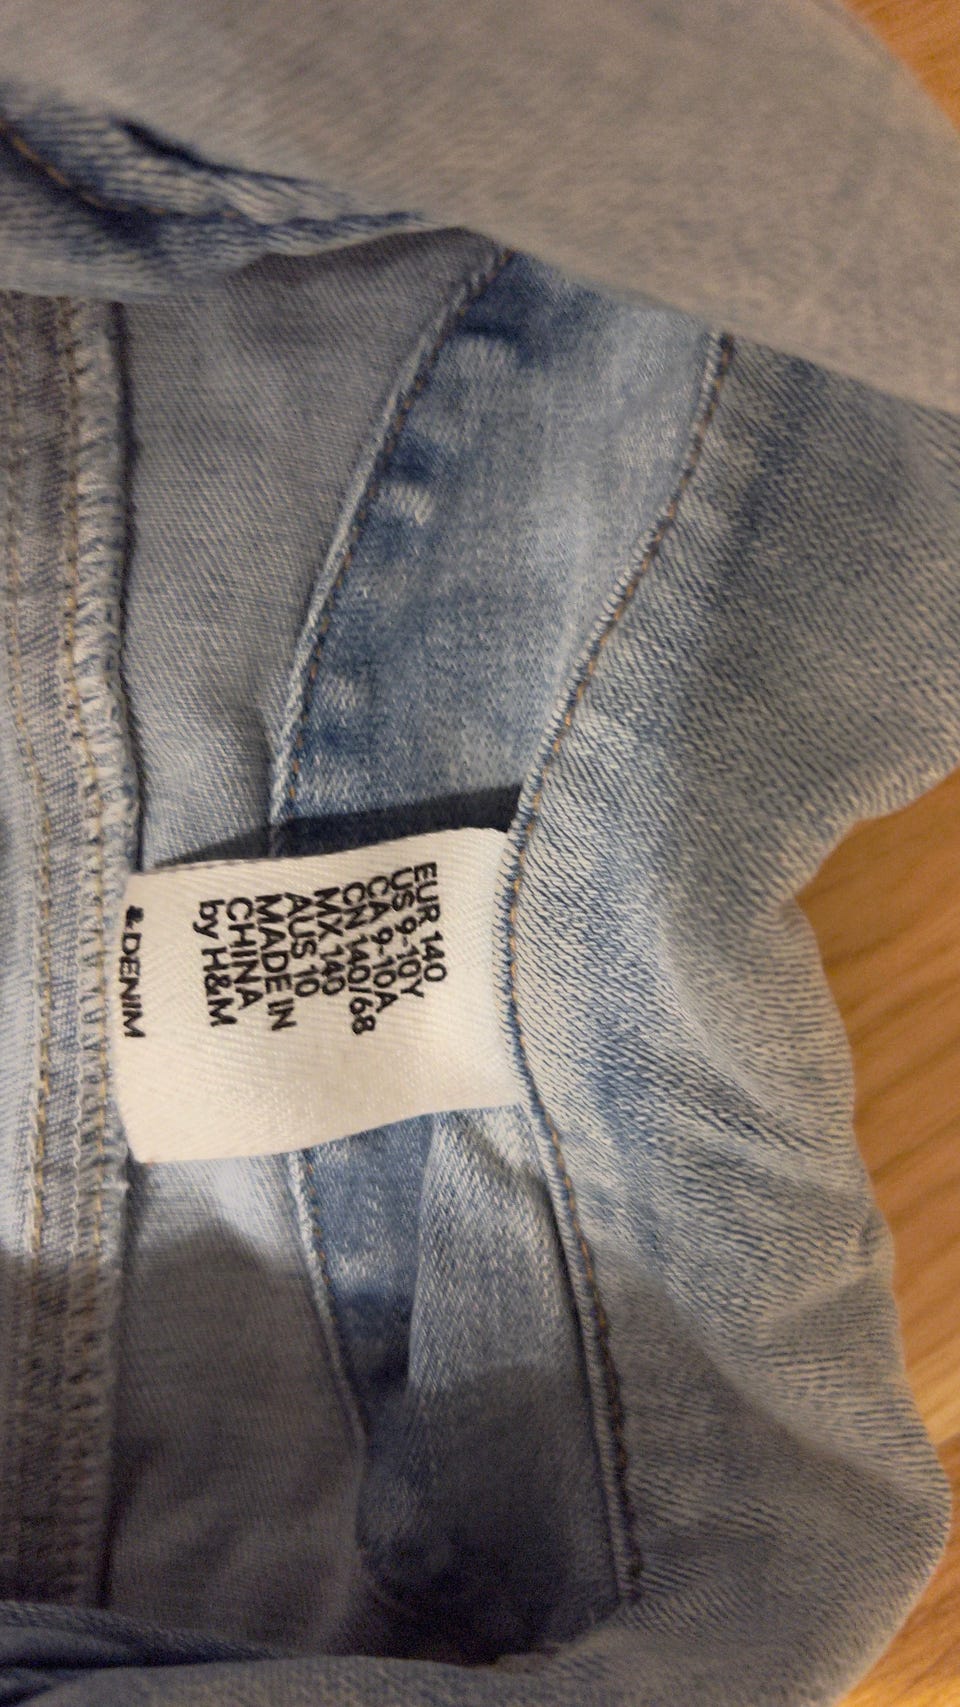 EUR 140
US 9-10Y
CA 9-10A
CN 140/68
MX 140
AUS 10
MADE IN
CHINA
by H&M
& DENIM